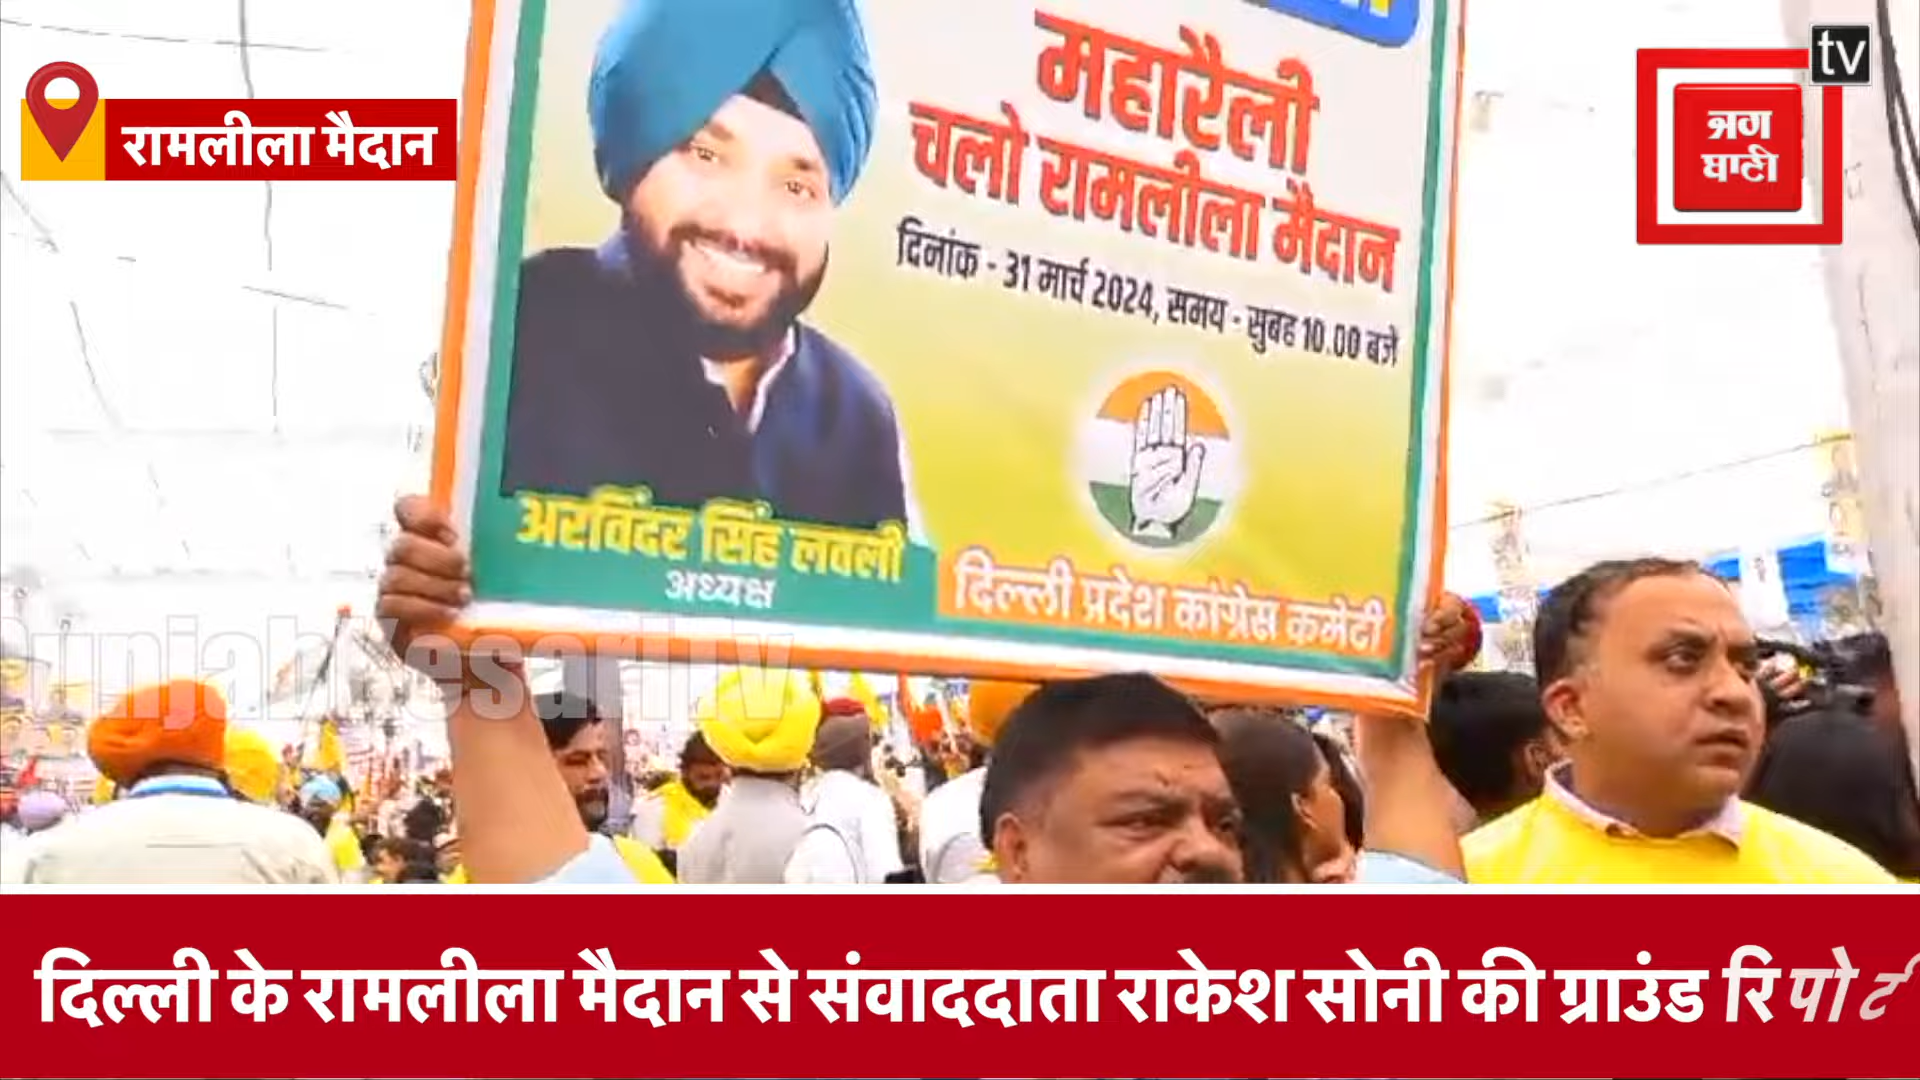 tv
रामलीला मैदान
महारैली
चलो रामलीला मैदान
दिनांक - 31 मार्च 2024, समय - सुबह 10.00 बजे
अरविंदर सिंह लवली
अध्यक्ष
दिल्ली प्रदेश कांग्रेस कमेटी
PunjabKesariTv
दिल्ली के रामलीला मैदान से संवाददाता राकेश सोनी की ग्राउंड रिपोर्ट